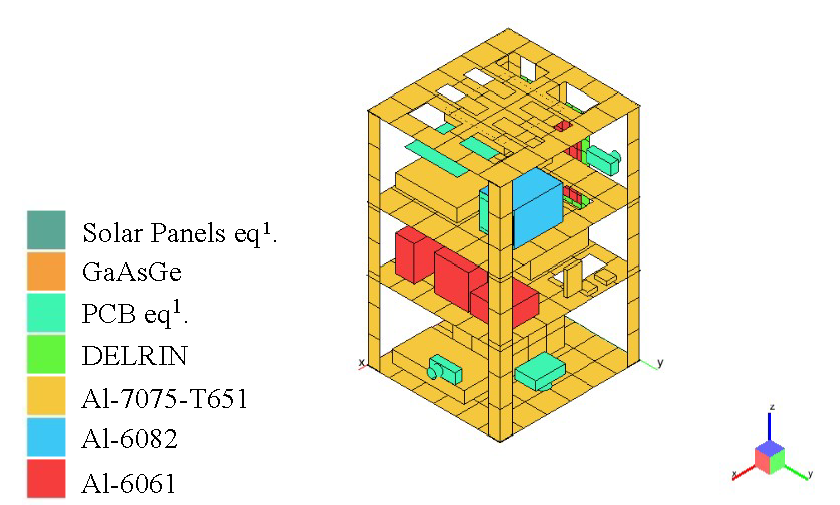 Solar Panels eq¹.
GaAsGe
PCB eq¹.
DELRIN
Al-7075-T651
Al-6082
Al-6061
x
y
z
x
y